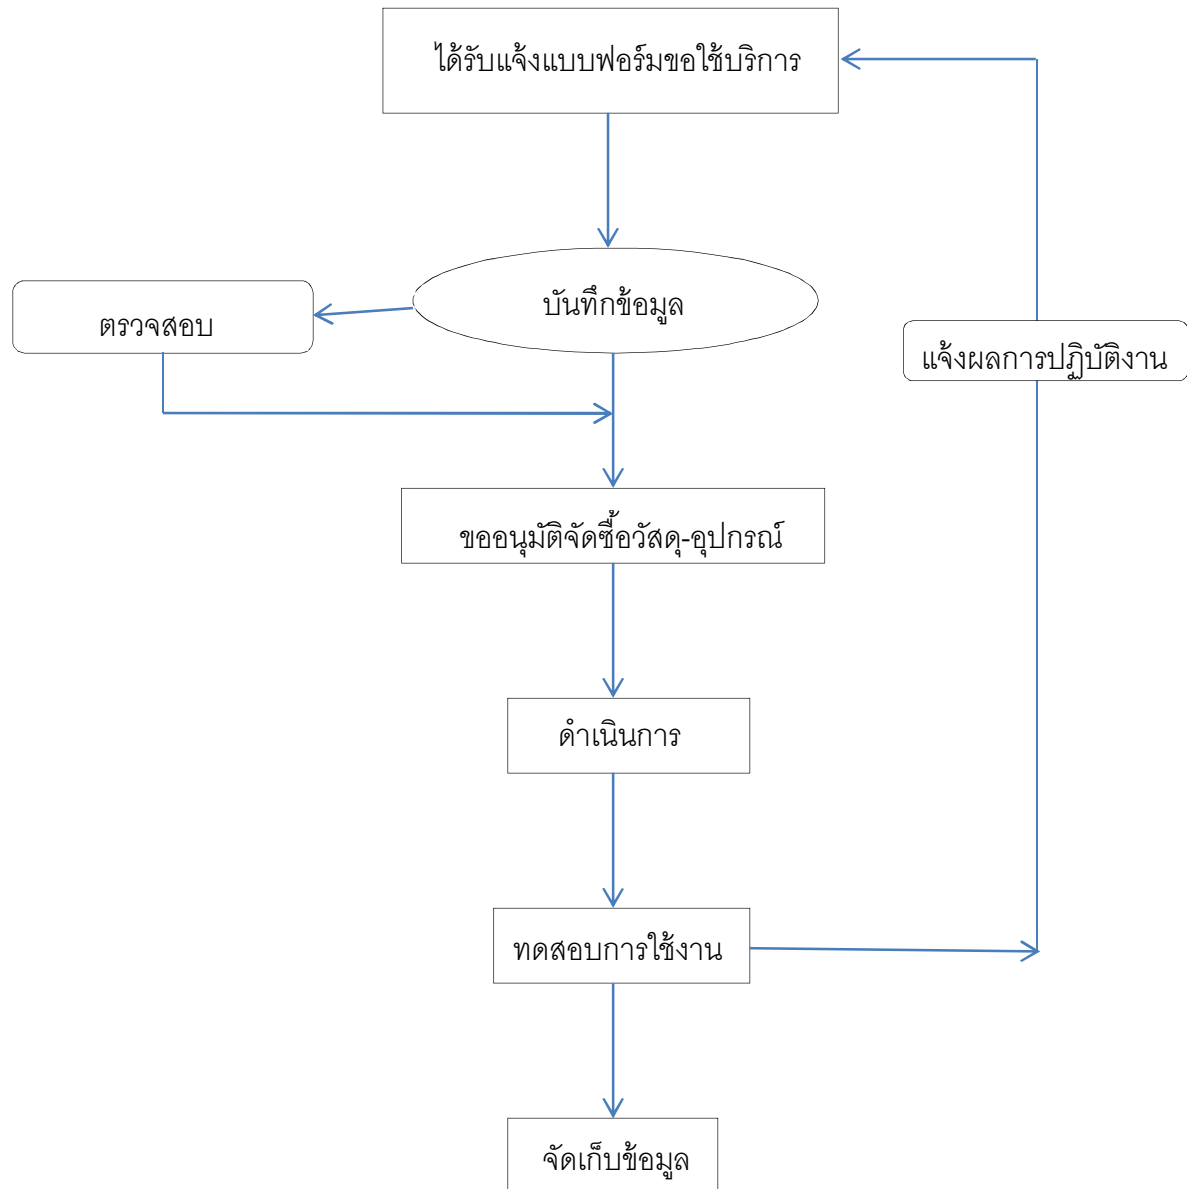 ได้รับแจ้งแบบฟอร์มขอใช้บริการ
บันทึกข้อมูล
ตรวจสอบ
แจ้งผลการปฏิบัติงาน
ขออนุมัติจัดซื้อวัสดุ-อุปกรณ์
ดำเนินการ
ทดสอบการใช้งาน
จัดเก็บข้อมูล